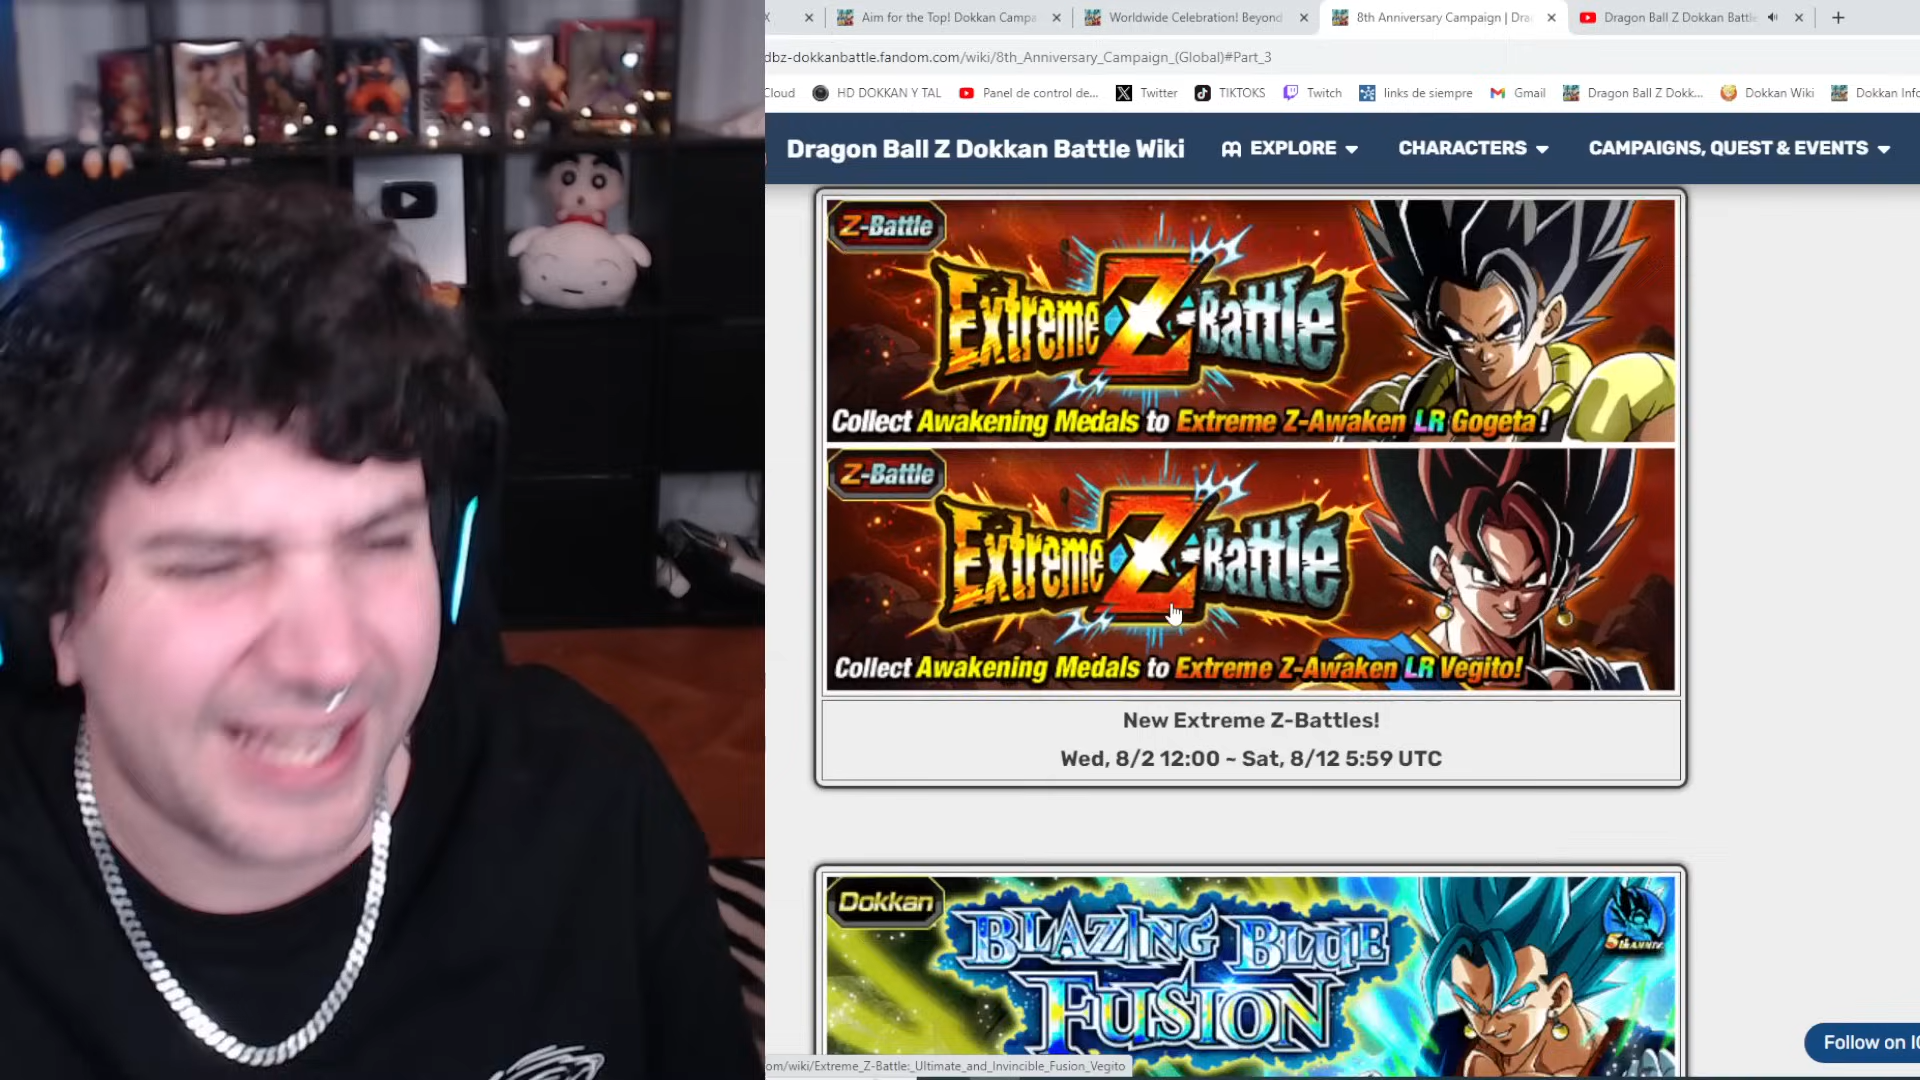 Aim for the Top! Dokkan Campa
Worldwide Celebration! Beyond
8th Anniversary Campaign | Dra
Dragon Ball Z Dokkan Battle
dbz-dokkanbattle.fandom.com/wiki/8th_Anniversary_Campaign_(Global)#Part_3
Cloud
HD DOKKAN Y TAL
Panel de control de...
Twitter
TIKTOKS
Twitch
links de siempre
Gmail
Dragon Ball Z Dokk...
Dokkan Wiki
Dokkan Info
Dragon Ball Z Dokkan Battle Wiki
EXPLORE
CHARACTERS
CAMPAIGNS, QUEST & EVENTS
Z-Battle
Extreme Z-Battle
Collect Awakening Medals to Extreme Z-Awaken LR Gogeta!
Z-Battle
Extreme Z-Battle
Collect Awakening Medals to Extreme Z-Awaken LR Vegito!
New Extreme Z-Battles!
Wed, 8/2 12:00 ~ Sat, 8/12 5:59 UTC
Dokkan
BLAZING BLUE
FUSION
Follow on IG
om/wiki/Extreme_Z-Battle:_Ultimate_and_Invincible_Fusion_Vegito